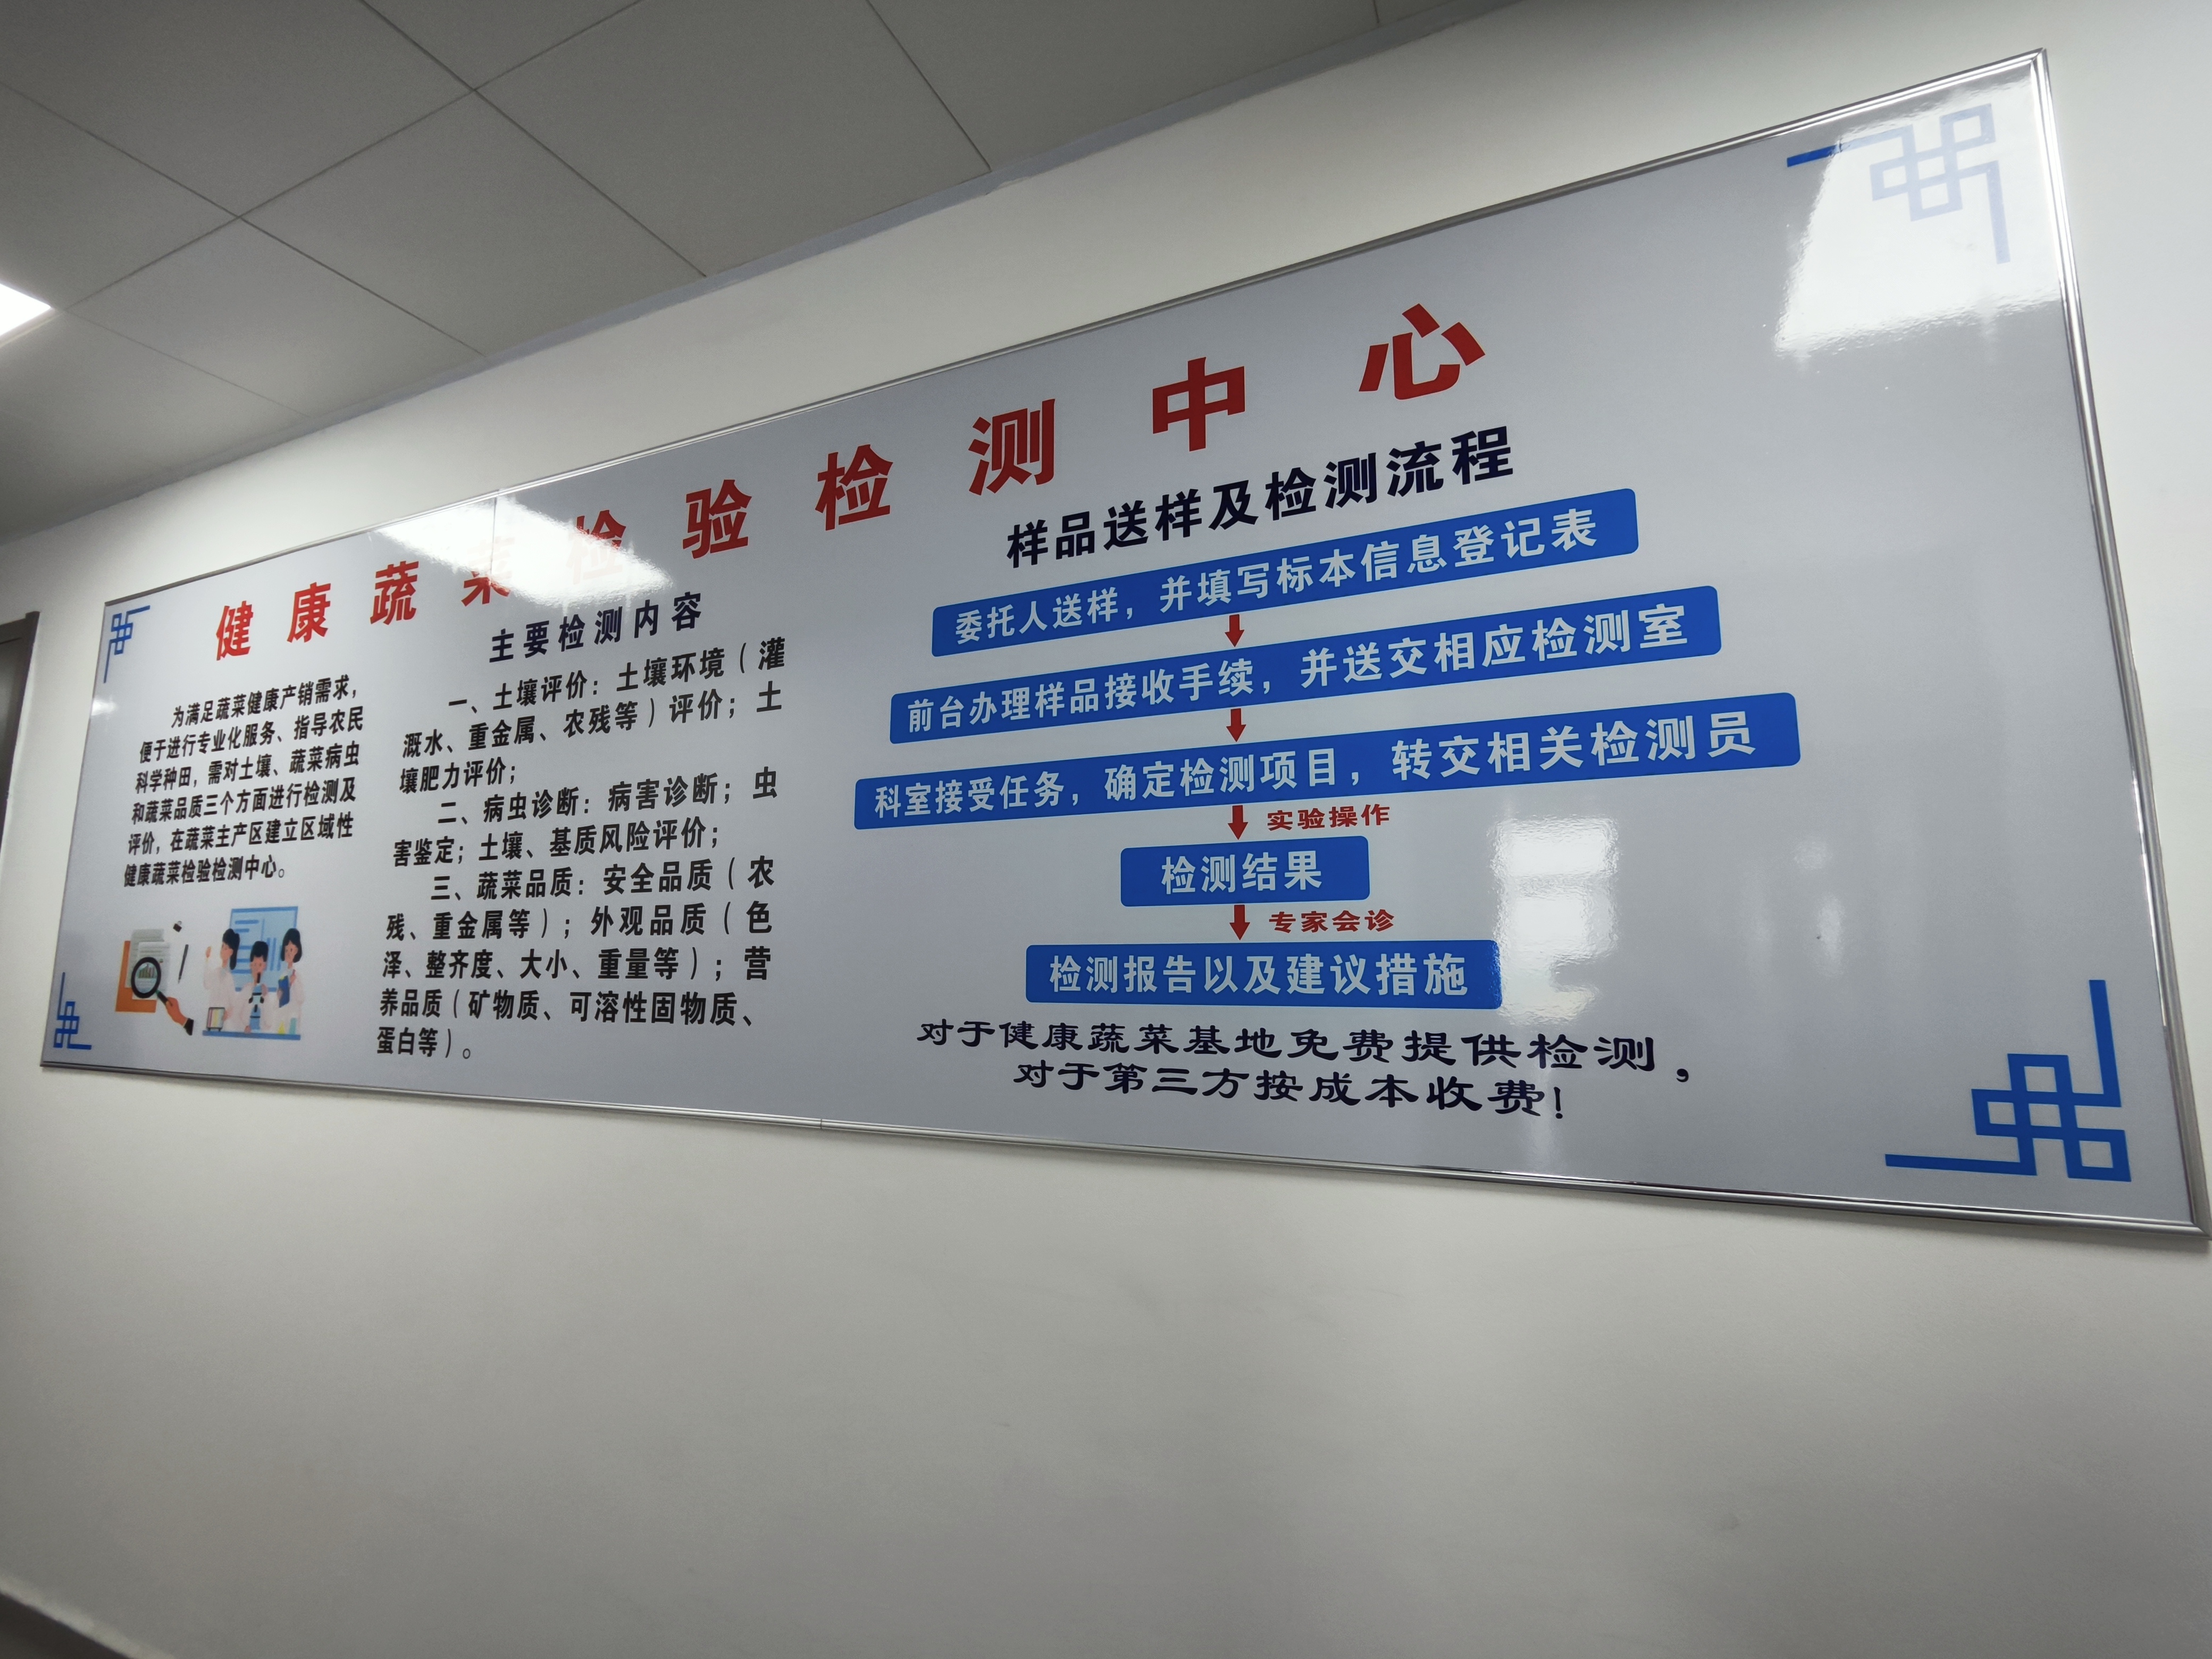 健康蔬菜检验检测中心
为满足蔬菜健康产销需求，
便于进行专业化服务、指导农民
科学种田，需对土壤、蔬菜病虫
和蔬菜品质三个方面进行检测及
评价，在蔬菜主产区建立区域性
健康蔬菜检验检测中心。
主要检测内容
一、土壤评价：土壤环境（灌
溉水、重金属、农残等）评价；土
壤肥力评价；
二、病虫诊断：病害诊断；虫
害鉴定；土壤、基质风险评价；
三、蔬菜品质：安全品质（农
残、重金属等）；外观品质（色
泽、整齐度、大小、重量等）；营
养品质（矿物质、可溶性固物质、
蛋白等）。
样品送样及检测流程
委托人送样，并填写标本信息登记表
前台办理样品接收手续，并送交相应检测室
科室接受任务，确定检测项目，转交相关检测员
实验操作
检测结果
专家会诊
检测报告以及建议措施
对于健康蔬菜基地免费提供检测，
对于第三方按成本收费！